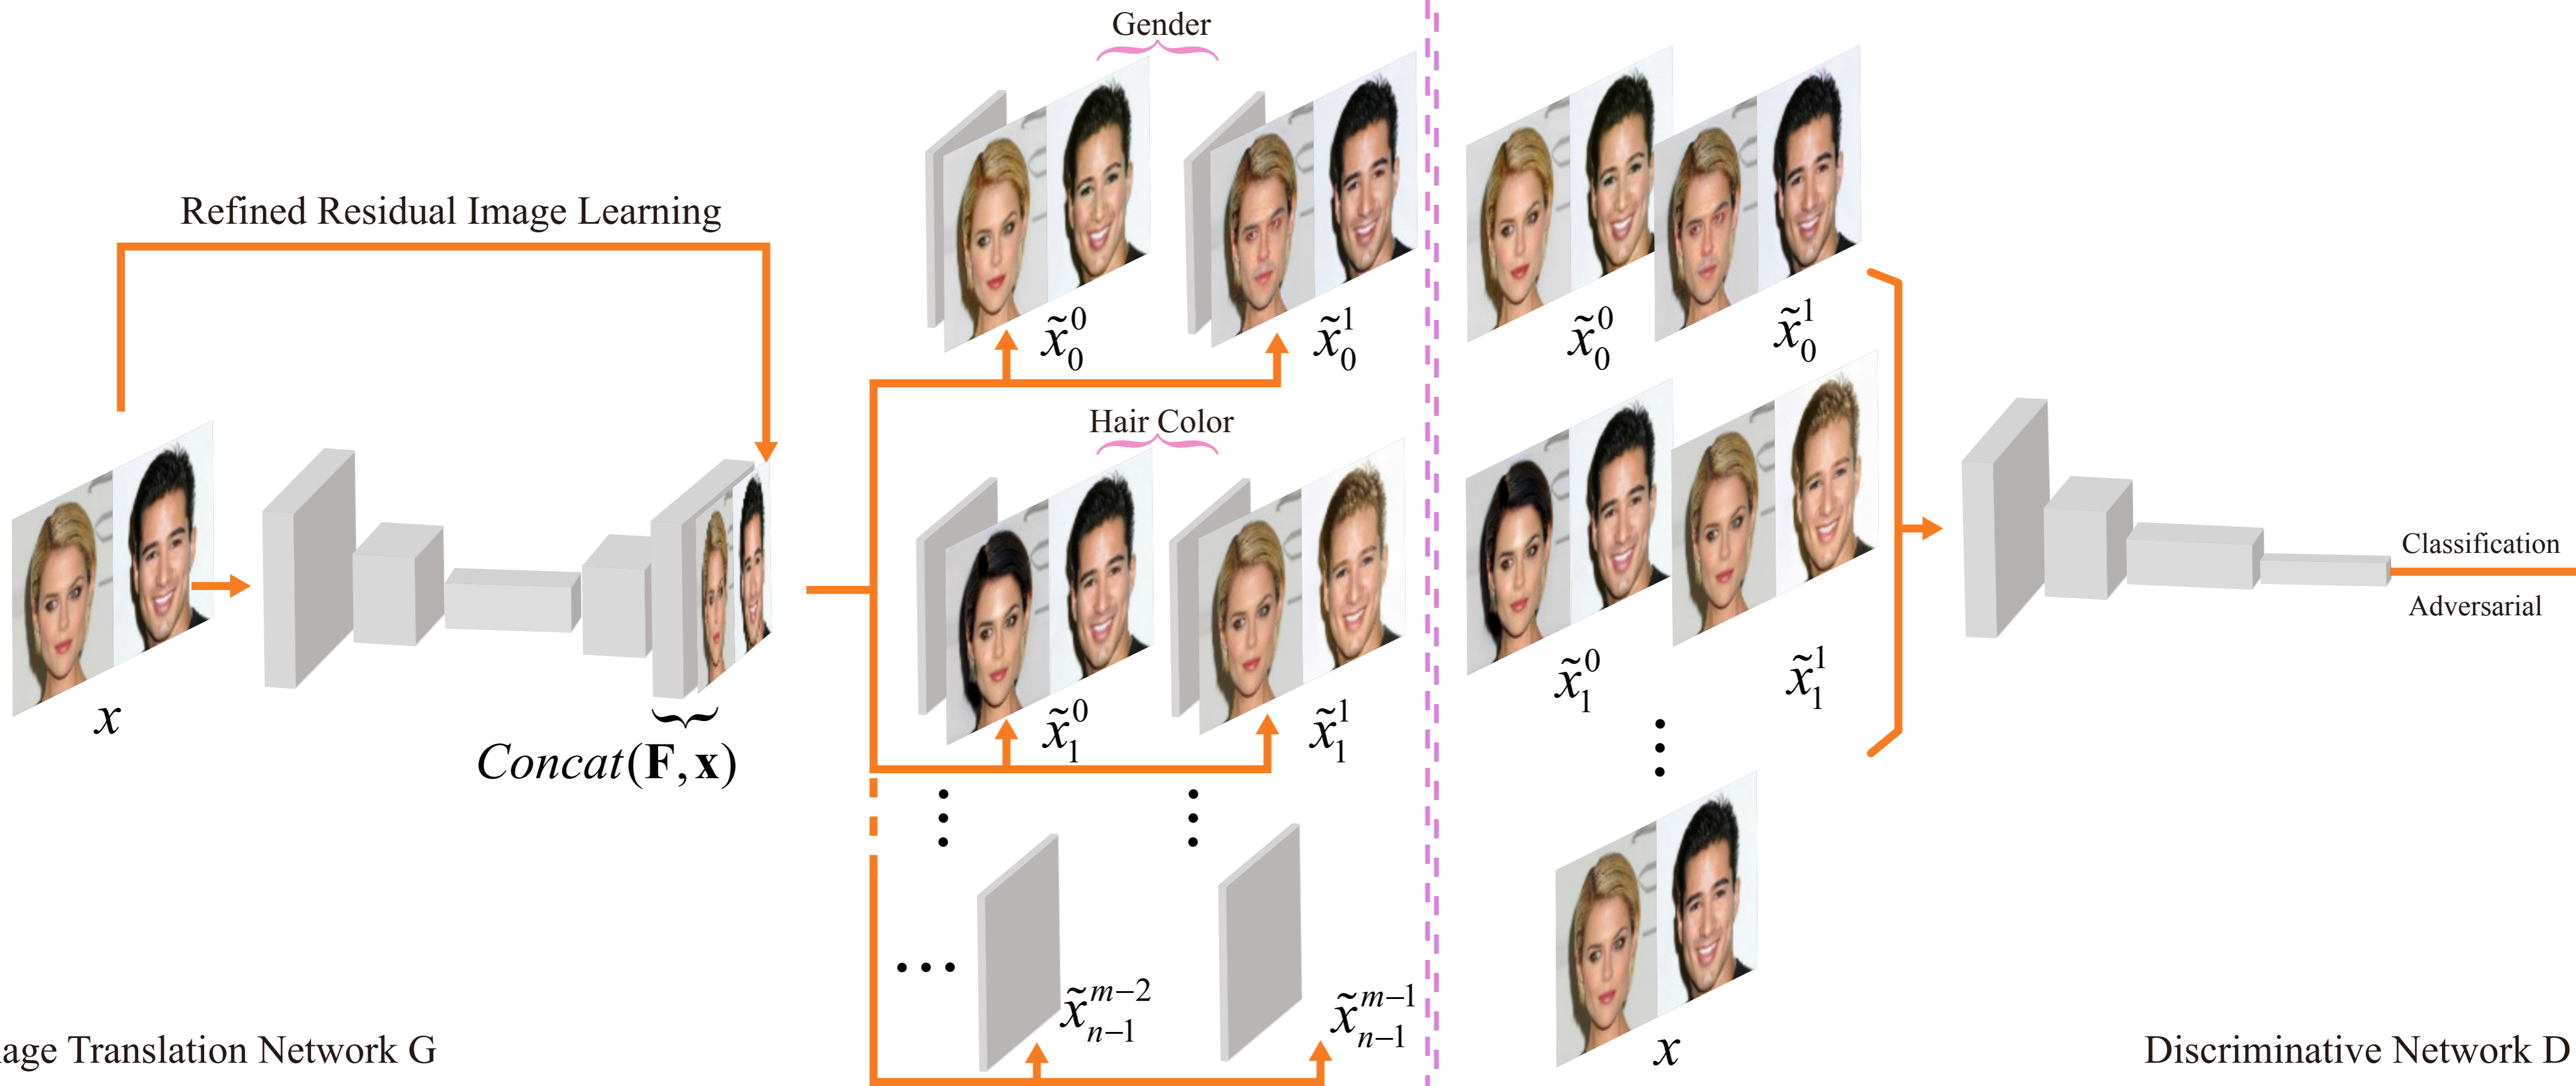 Gender
Refined Residual Image Learning
x̃₀⁰
x̃₀¹
x̃₀⁰
x̃₀¹
Hair Color
Classification
Adversarial
x
Concat(F, x)
x̃₁⁰
x̃₁¹
x̃₁⁰
x̃₁¹
x̃ₙ₋₁ᵐ⁻²
x̃ₙ₋₁ᵐ⁻¹
x
age Translation Network G
Discriminative Network D